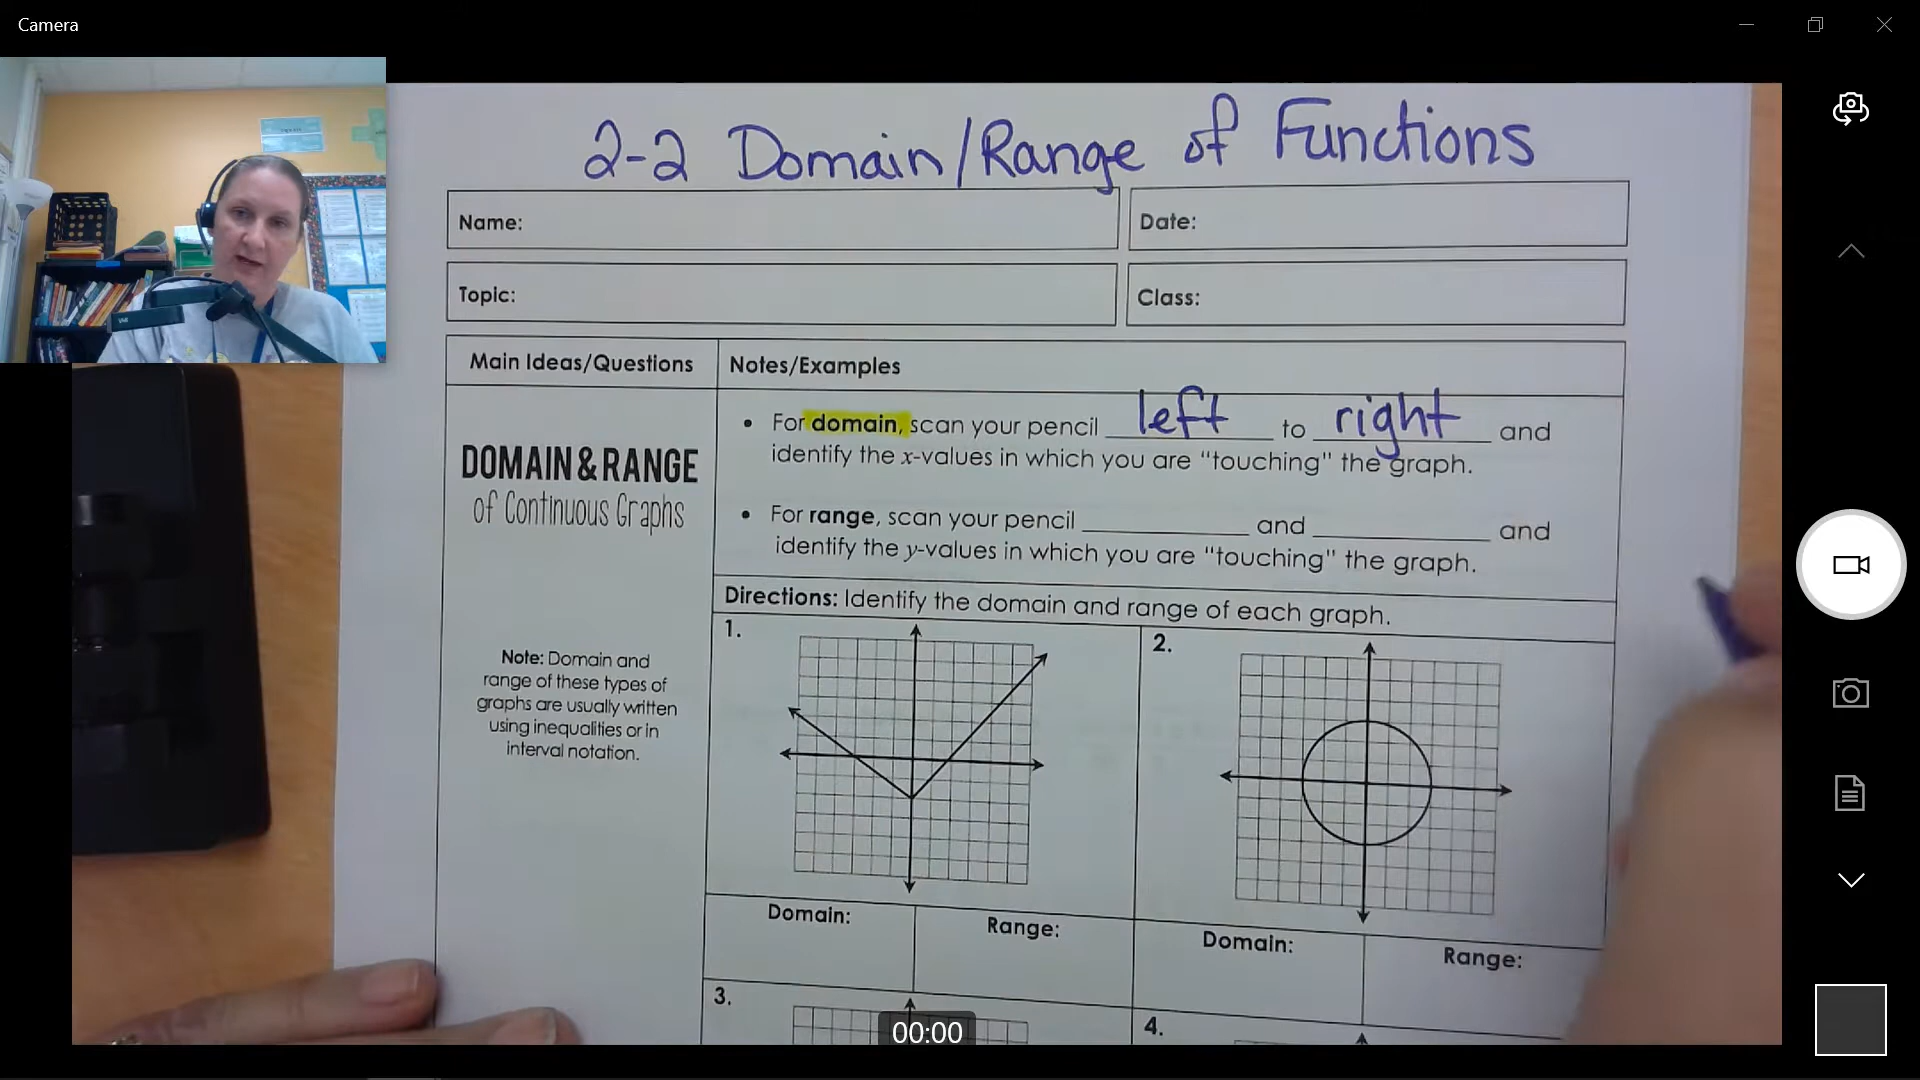 Camera
2-2 Domain/Range of Functions
Name:
Date:
Topic:
Class:
Main Ideas/Questions
Notes/Examples
DOMAIN & RANGE
of Continuous Graphs
Note: Domain and
range of these types of
graphs are usually written
using inequalities or in
interval notation.
• For domain, scan your pencil left to right and
identify the x-values in which you are “touching” the graph.
• For range, scan your pencil ____ and ____ and
identify the y-values in which you are “touching” the graph.
Directions: Identify the domain and range of each graph.
1.
2.
Domain:
Range:
Domain:
Range:
3.
4.
00:00